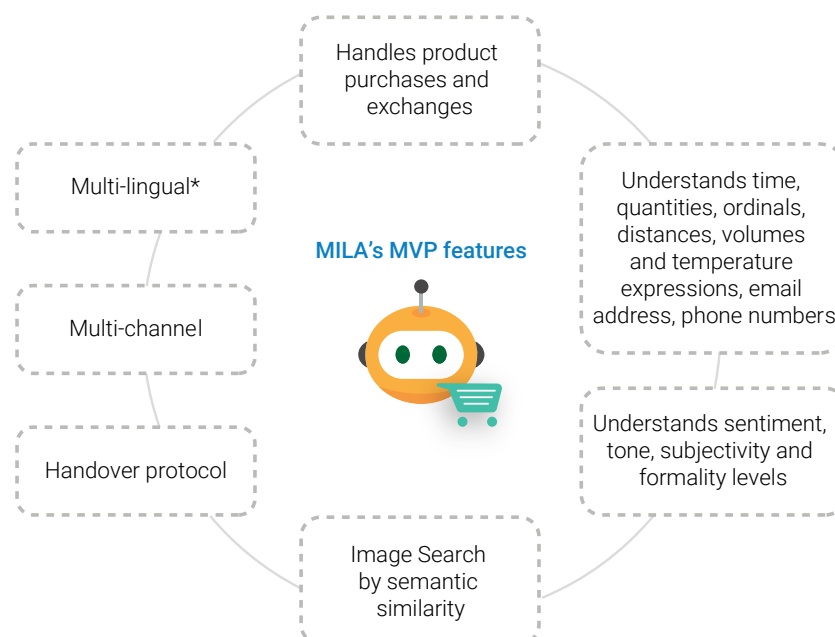 Handles product
purchases and
exchanges
Multi-lingual*
Understands time,
quantities, ordinals,
distances, volumes
and temperature
expressions, email
address, phone numbers
MILA’s MVP features
Multi-channel
Understands sentiment,
tone, subjectivity and
formality levels
Handover protocol
Image Search
by semantic
similarity